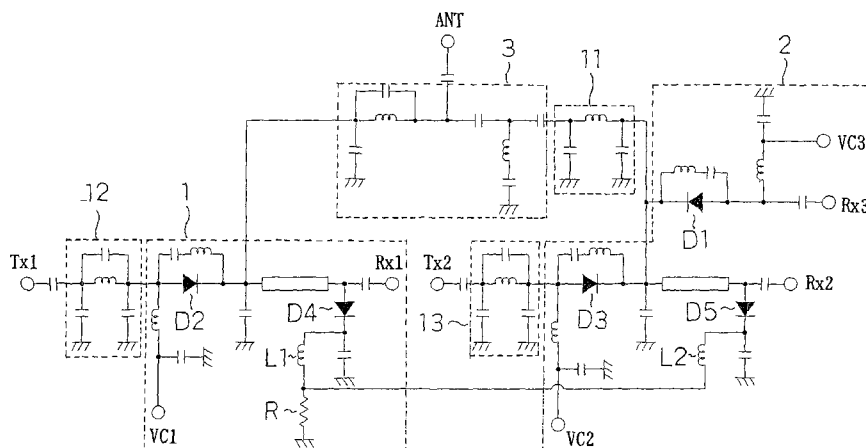 ANT
3
11
2
VC3
Rx3
D1
12
1
Tx1
D2
D4
Rx1
L1
R
VC1
Tx2
13
D3
D5
Rx2
L2
VC2